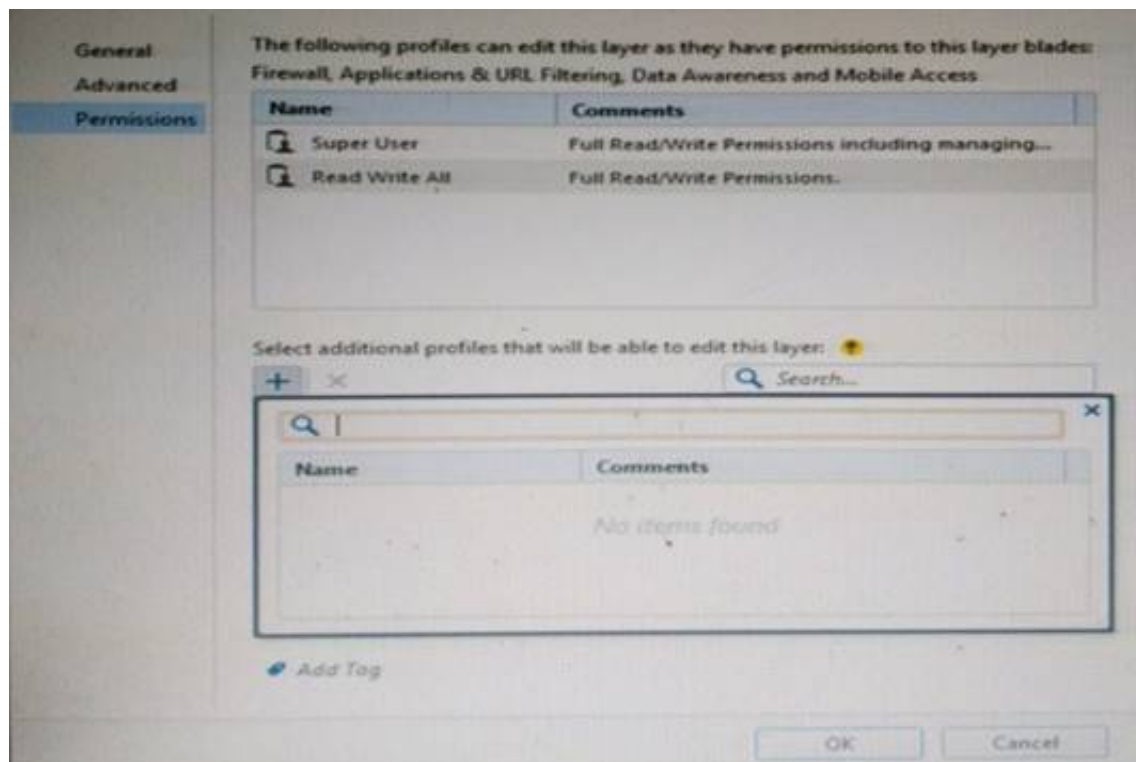 General
Advanced
Permissions
The following profiles can edit this layer as they have permissions to this layer blades:
Firewall, Applications & URL Filtering, Data Awareness and Mobile Access
Name Comments
Super User Full Read/Write Permissions including managing...
Read Write All Full Read/Write Permissions.
Select additional profiles that will be able to edit this layer:
Search...
Name Comments
No items found
Add Tag
OK Cancel